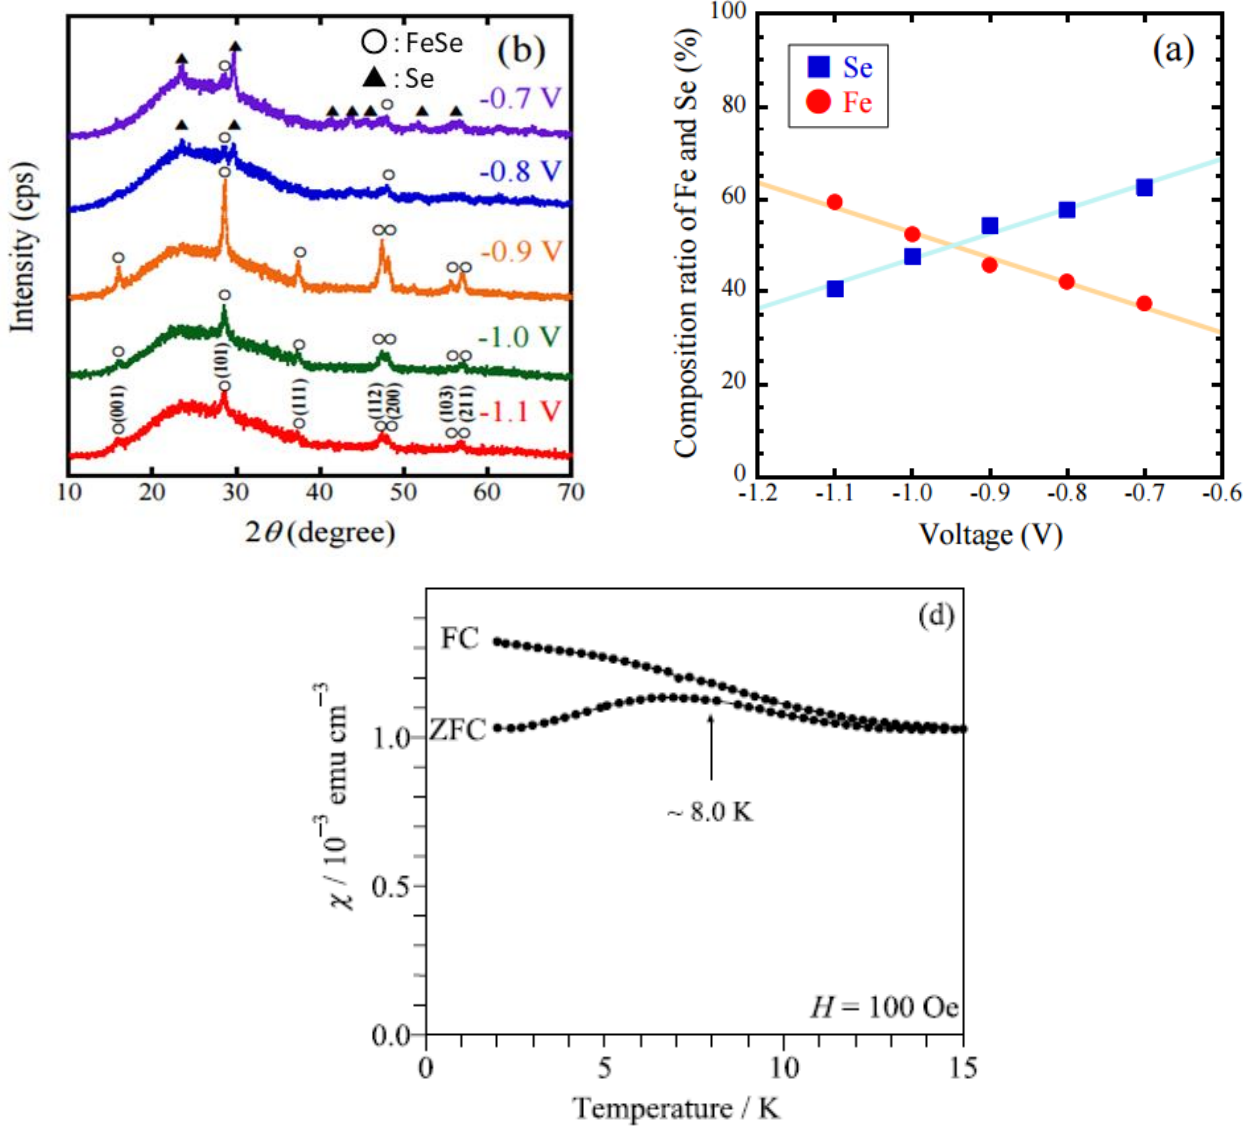 (b)
○ : FeSe
▲ : Se
-0.7 V
-0.8 V
-0.9 V
-1.0 V
-1.1 V
(001)
(101)
(111)
(112)
(200)
(103)
(211)
Intensity (cps)
10 20 30 40 50 60 70
2θ (degree)
(a)
Se
Fe
Composition ratio of Fe and Se (%)
100
80
60
40
20
0
-1.2 -1.1 -1.0 -0.9 -0.8 -0.7 -0.6
Voltage (V)
(d)
FC
ZFC
~ 8.0 K
H = 100 Oe
χ / 10⁻³ emu cm⁻³
1.0
0.5
0.0
0 5 10 15
Temperature / K